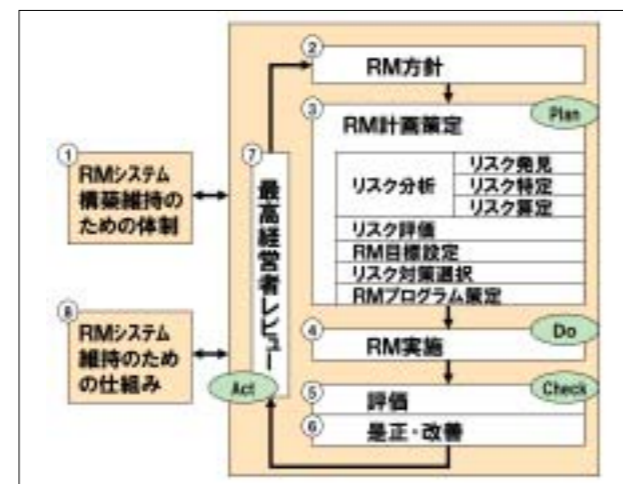 ①
RMシステム
構築維持の
ための体制
②
RM方針
③
RM計画策定
Plan
リスク分析
リスク発見
リスク特定
リスク算定
リスク評価
RM目標設定
リスク対策選択
RMプログラム策定
④
RM実施
Do
⑤
評価
Check
⑥
是正・改善
⑦
最高経営者レビュー
Act
⑧
RMシステム
維持のため
の仕組み